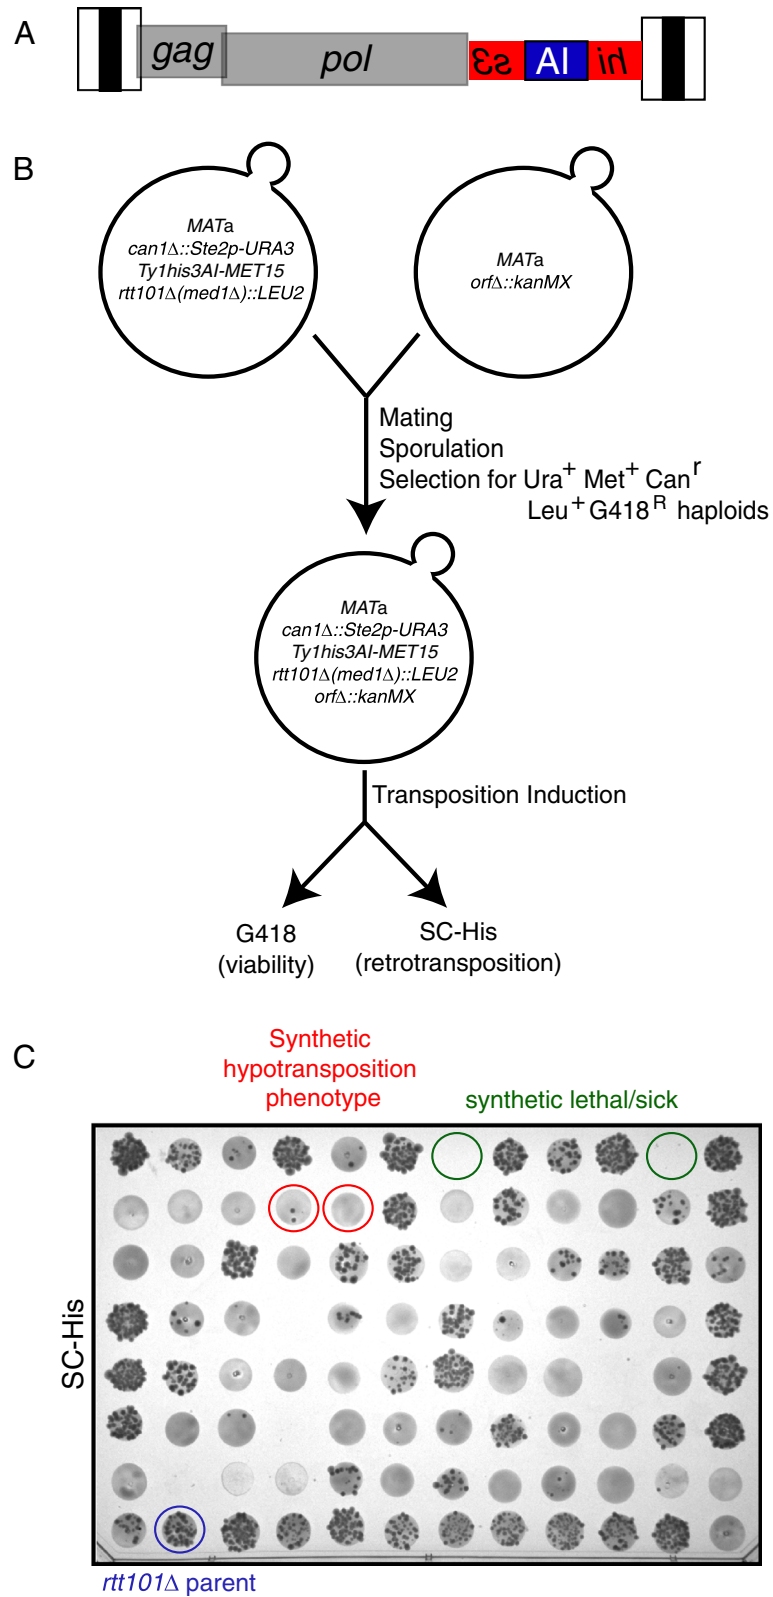 A
gag
pol
s3
AI
hi
B
MATa
can1Δ::Ste2p-URA3
Ty1his3AI-MET15
rtt101Δ(med1Δ)::LEU2
MATa
orfΔ::kanMX
Mating
Sporulation
Selection for Ura+ Met+ Canr
Leu+ G418R haploids
MATa
can1Δ::Ste2p-URA3
Ty1his3AI-MET15
rtt101Δ(med1Δ)::LEU2
orfΔ::kanMX
Transposition Induction
G418
(viability)
SC-His
(retrotransposition)
C
Synthetic
hypotransposition
phenotype
synthetic lethal/sick
SC-His
rtt101Δ parent